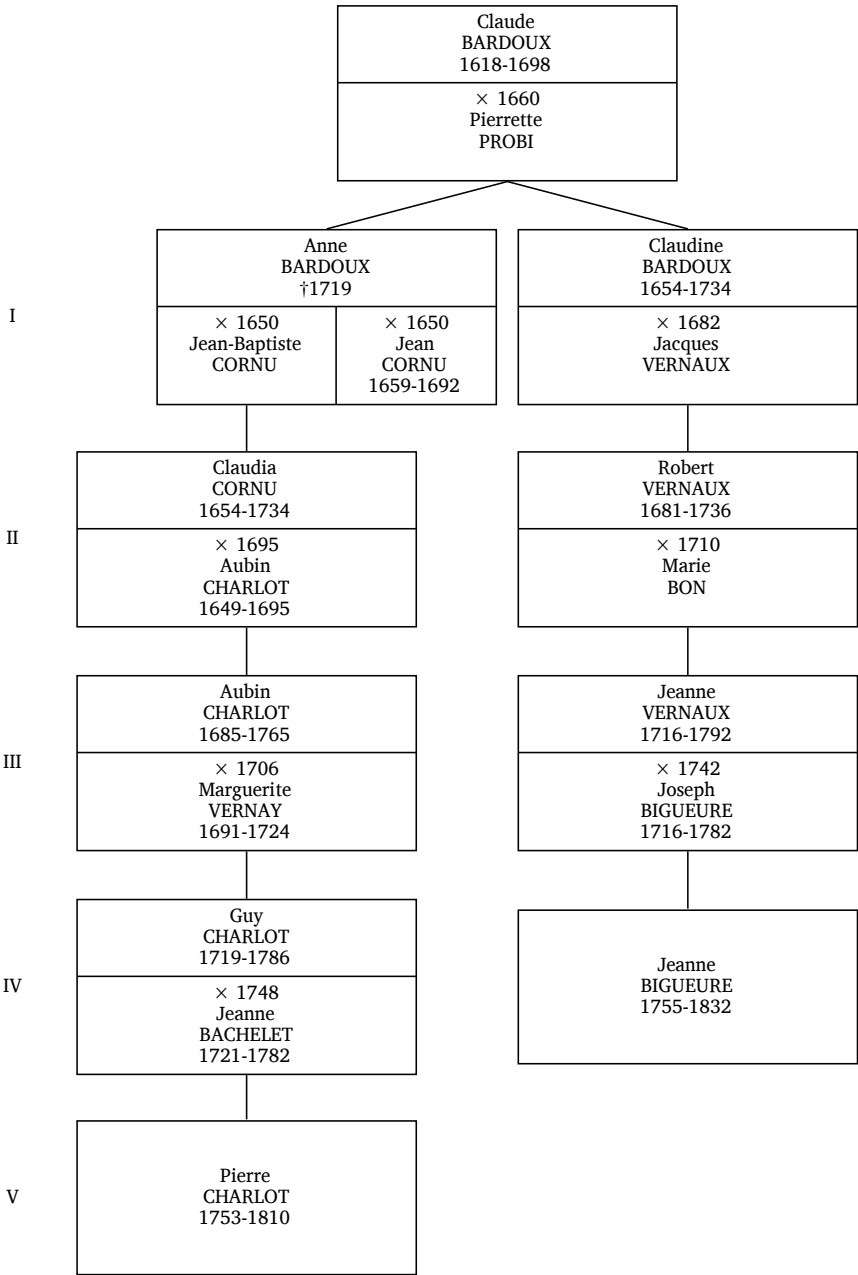 Claude
BARDOUX
1618-1698
× 1660
Pierrette
PROBI
I
Anne
BARDOUX
†1719
× 1650
Jean-Baptiste
CORNU
× 1650
Jean
CORNU
1659-1692
Claudine
BARDOUX
1654-1734
× 1682
Jacques
VERNAUX
II
Claudia
CORNU
1654-1734
× 1695
Aubin
CHARLOT
1649-1695
Robert
VERNAUX
1681-1736
× 1710
Marie
BON
III
Aubin
CHARLOT
1685-1765
× 1706
Marguerite
VERNAY
1691-1724
Jeanne
VERNAUX
1716-1792
× 1742
Joseph
BIGUEURE
1716-1782
IV
Guy
CHARLOT
1719-1786
× 1748
Jeanne
BACHELET
1721-1782
Jeanne
BIGUEURE
1755-1832
V
Pierre
CHARLOT
1753-1810